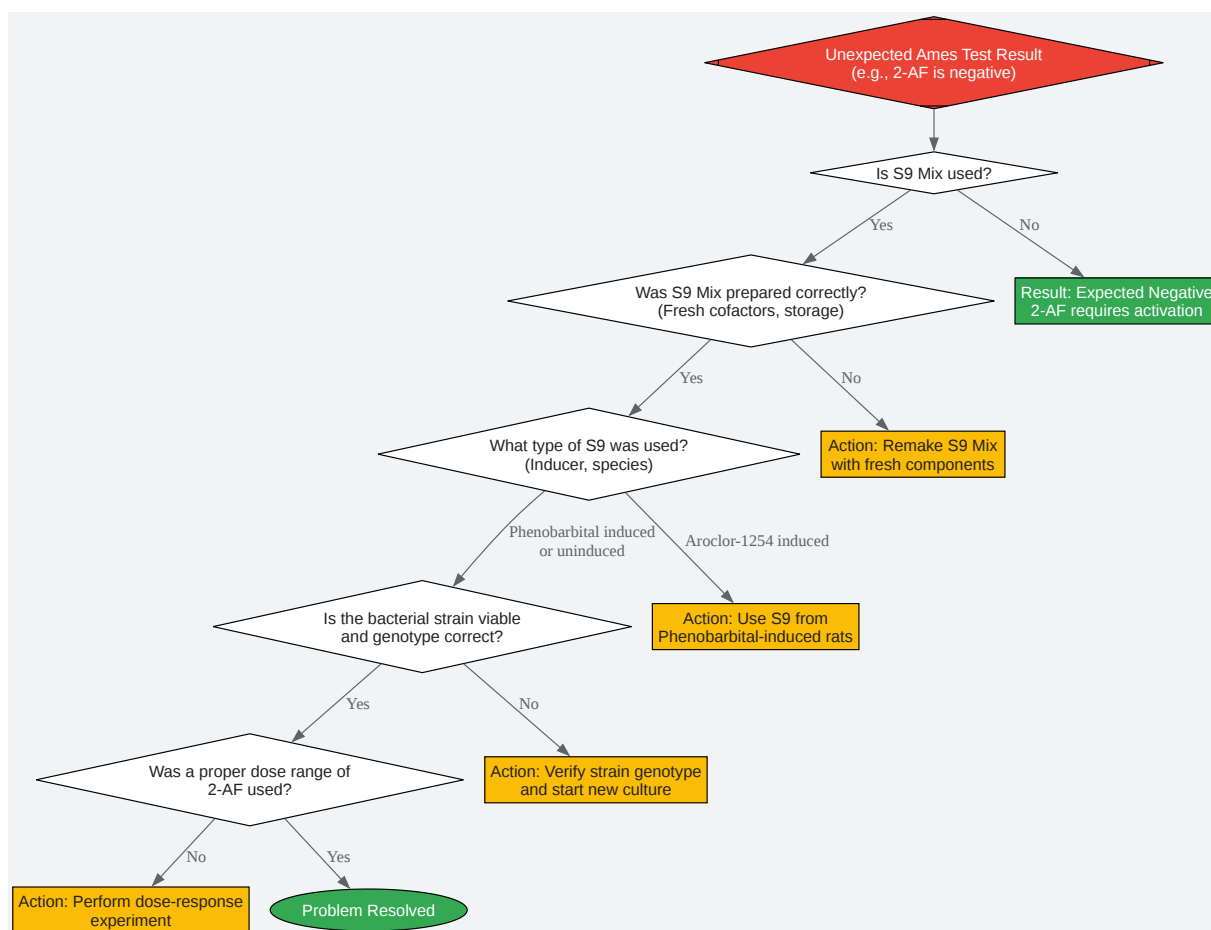 Unexpected Ames Test Result
(e.g., 2-AF is negative)
Is S9 Mix used?
Yes
No
Was S9 Mix prepared correctly?
(Fresh cofactors, storage)
Result: Expected Negative
2-AF requires activation
Yes
No
What type of S9 was used?
(Inducer, species)
Action: Remake S9 Mix
with fresh components
Phenobarbital induced
or uninduced
Aroclor-1254 induced
Is the bacterial strain viable
and genotype correct?
Action: Use S9 from
Phenobarbital-induced rats
Yes
No
Was a proper dose range of
2-AF used?
Action: Verify strain genotype
and start new culture
No
Yes
Action: Perform dose-response
experiment
Problem Resolved